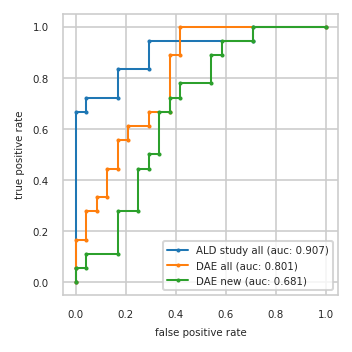 1.0
0.8
0.6
0.4
0.2
0.0
true positive rate
ALD study all (auc: 0.907)
DAE all (auc: 0.801)
DAE new (auc: 0.681)
0.0 0.2 0.4 0.6 0.8 1.0
false positive rate